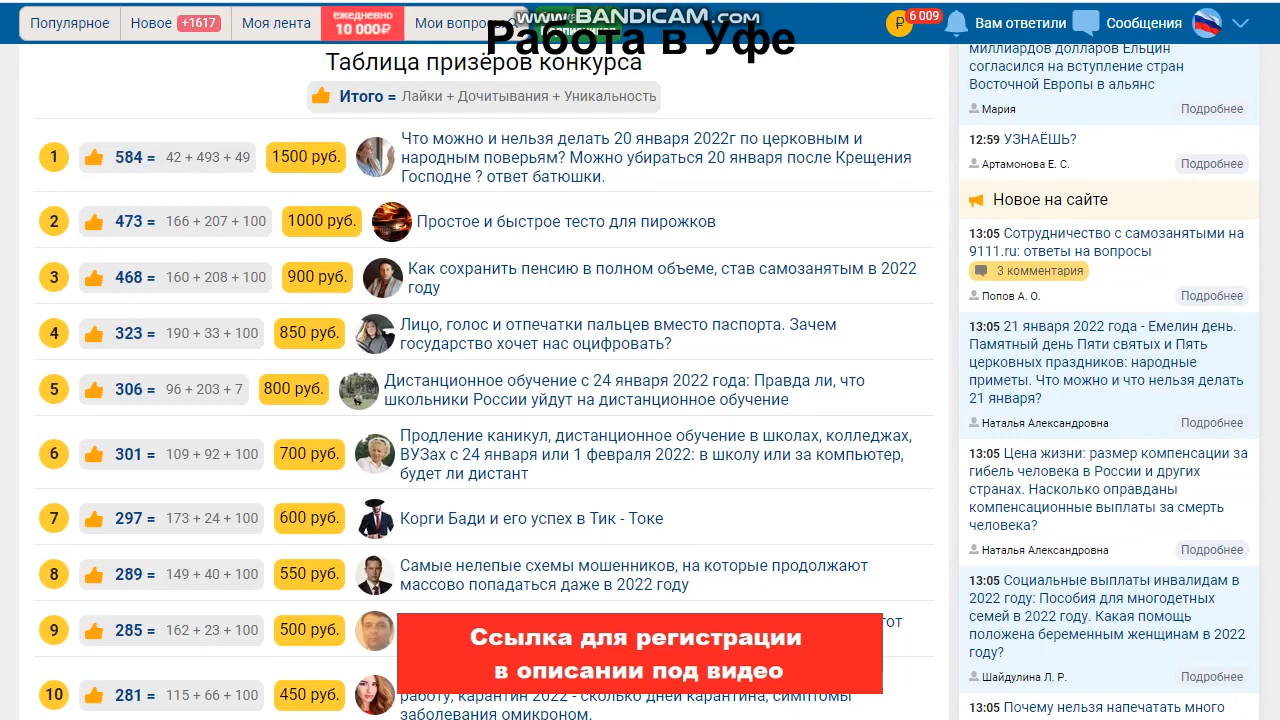 Популярное
Новое +1617
Моя лента
ежедневно
10 000₽
Мои вопросы
www.BANDICAM.com
₽ 6 009
Вам ответили
Сообщения
Работа в Уфе
Таблица призёров конкурса
Итого = Лайки + Дочитывания + Уникальность
1 584 = 42 + 493 + 49 1500 руб.
Что можно и нельзя делать 20 января 2022г по церковным и
народным поверьям? Можно убираться 20 января после Крещения
Господне ? ответ батюшки.
2 473 = 166 + 207 + 100 1000 руб. Простое и быстрое тесто для пирожков
3 468 = 160 + 208 + 100 900 руб.
Как сохранить пенсию в полном объеме, став самозанятым в 2022
году
4 323 = 190 + 33 + 100 850 руб.
Лицо, голос и отпечатки пальцев вместо паспорта. Зачем
государство хочет нас оцифровать?
5 306 = 96 + 203 + 7 800 руб.
Дистанционное обучение с 24 января 2022 года: Правда ли, что
школьники России уйдут на дистанционное обучение
6 301 = 109 + 92 + 100 700 руб.
Продление каникул, дистанционное обучение в школах, колледжах,
ВУЗах с 24 января или 1 февраля 2022: в школу или за компьютер,
будет ли дистант
7 297 = 173 + 24 + 100 600 руб. Корги Бади и его успех в Тик - Токе
8 289 = 149 + 40 + 100 550 руб.
Самые нелепые схемы мошенников, на которые продолжают
массово попадаться даже в 2022 году
9 285 = 162 + 23 + 100 500 руб.
Ссылка для регистрации
в описании под видео
10 281 = 115 + 66 + 100 450 руб.
работу, карантин 2022 - сколько дней карантина, симптомы
заболевания омикроном.
миллиардов долларов Ельцин
согласился на вступление стран
Восточной Европы в альянс
Мария Подробнее
12:59 УЗНАЁШЬ?
Артамонова Е. С. Подробнее
Новое на сайте
13:05 Сотрудничество с самозанятыми на
9111.ru: ответы на вопросы
3 комментария
Попов А. О. Подробнее
13:05 21 января 2022 года - Емелин день.
Памятный день Пяти святых и Пять
церковных праздников: народные
приметы. Что можно и что нельзя делать
21 января?
Наталья Александровна Подробнее
13:05 Цена жизни: размер компенсации за
гибель человека в России и других
странах. Насколько оправданы
компенсационные выплаты за смерть
человека?
Наталья Александровна Подробнее
13:05 Социальные выплаты инвалидам в
2022 году: Пособия для многодетных
семей в 2022 году. Какая помощь
положена беременным женщинам в 2022
году?
Шайдулина Л. Р. Подробнее
13:05 Почему нельзя напечатать много